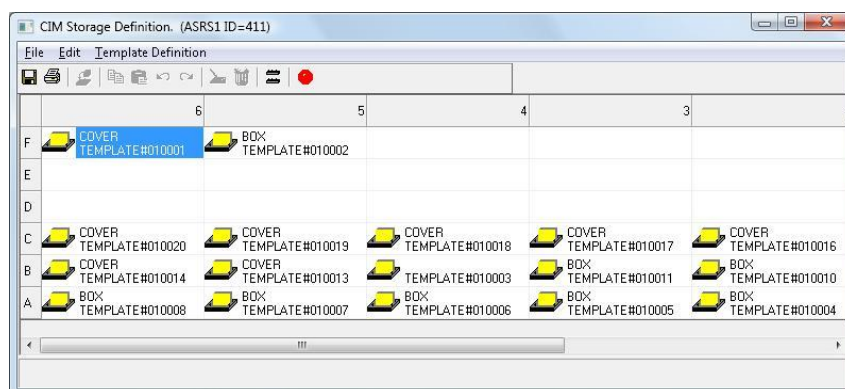 CIM Storage Definition. (ASRS1 ID=411)
File Edit Template Definition
6 5 4 3
F COVER BOX
TEMPLATE#010001 TEMPLATE#010002
E
D
C COVER COVER COVER COVER COVER
TEMPLATE#010020 TEMPLATE#010019 TEMPLATE#010018 TEMPLATE#010017 TEMPLATE#010016
B COVER COVER BOX BOX
TEMPLATE#010014 TEMPLATE#010013 TEMPLATE#010003 TEMPLATE#010011 TEMPLATE#010010
A BOX BOX BOX BOX BOX
TEMPLATE#010008 TEMPLATE#010007 TEMPLATE#010006 TEMPLATE#010005 TEMPLATE#010004